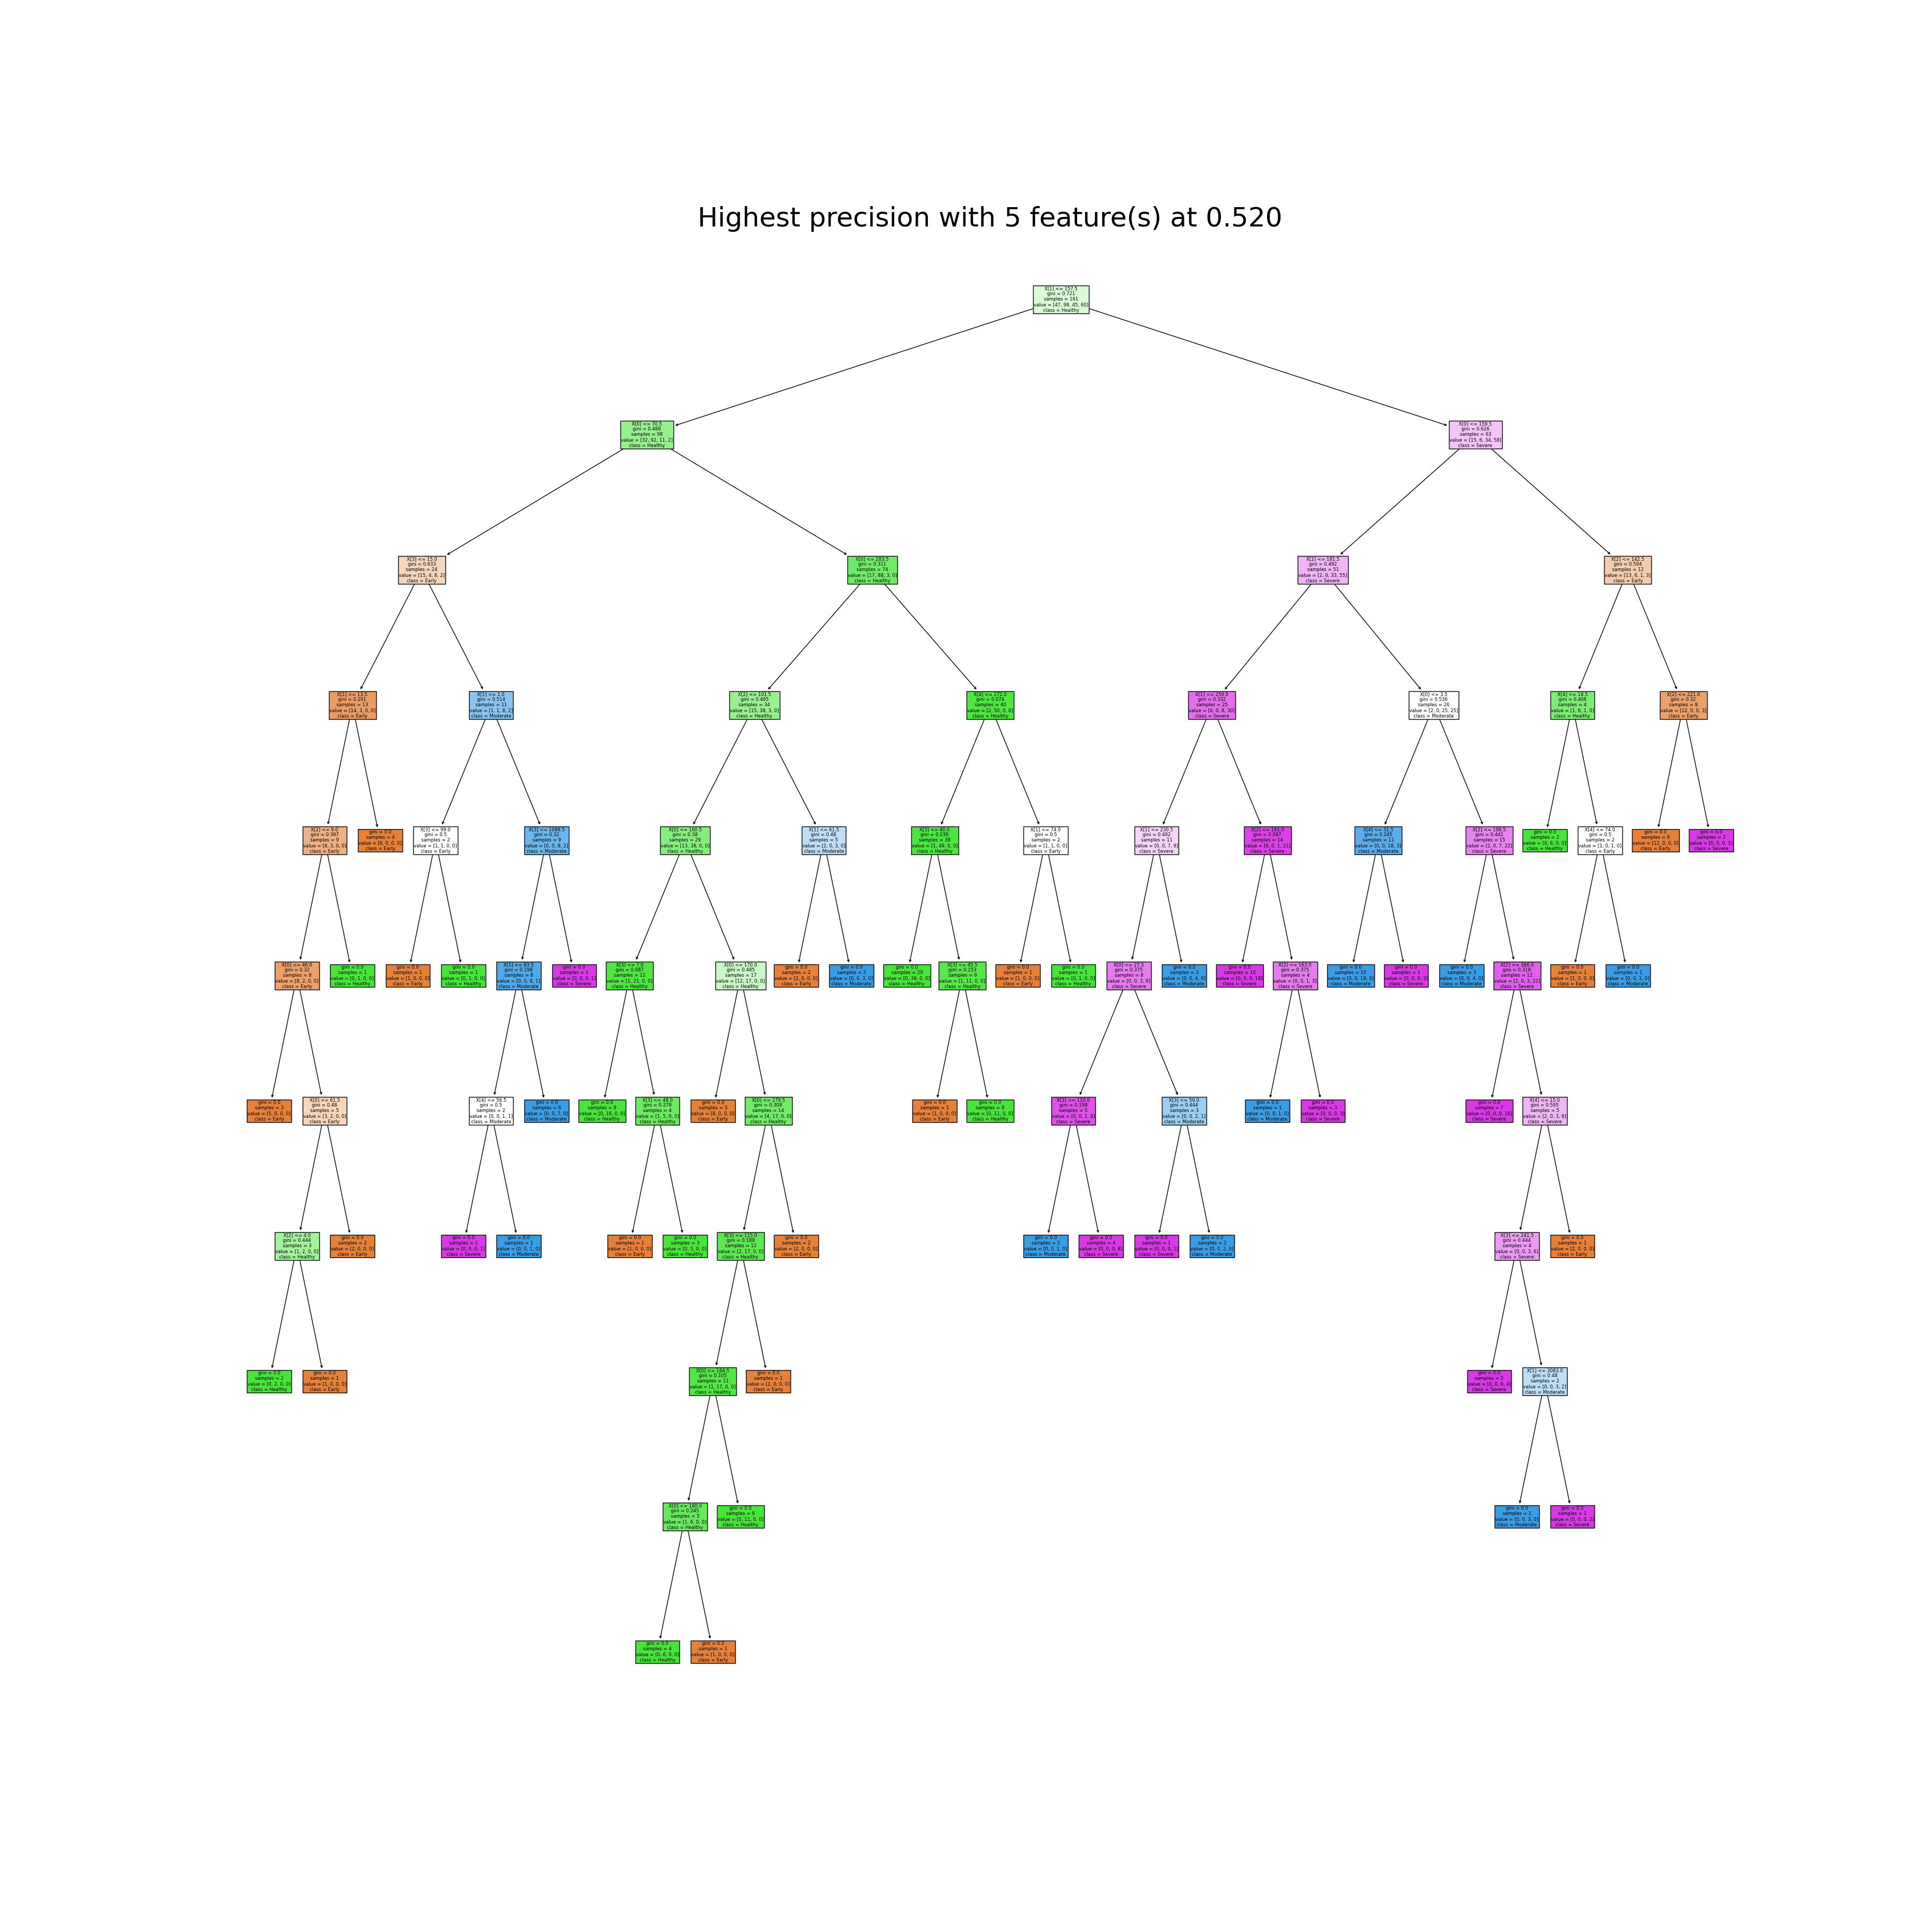 Highest precision with 5 feature(s) at 0.520
X[1] <= 157.5
gini = 0.721
samples = 161
value = [47, 98, 45, 60]
class = Healthy
X[0] <= 70.5
gini = 0.488
samples = 98
value = [32, 92, 11, 2]
class = Healthy
X[0] <= 159.5
gini = 0.626
samples = 63
value = [15, 6, 34, 58]
class = Severe
X[3] <= 15.0
gini = 0.633
samples = 24
value = [15, 4, 8, 2]
class = Early
X[0] <= 283.5
gini = 0.311
samples = 74
value = [17, 88, 3, 0]
class = Healthy
X[2] <= 181.5
gini = 0.492
samples = 51
value = [2, 0, 33, 55]
class = Severe
X[2] <= 142.5
gini = 0.594
samples = 12
value = [13, 6, 1, 3]
class = Early
X[1] <= 13.5
gini = 0.291
samples = 13
value = [14, 3, 0, 0]
class = Early
X[1] <= 1.0
gini = 0.514
samples = 11
value = [1, 1, 8, 2]
class = Moderate
X[2] <= 101.5
gini = 0.465
samples = 34
value = [15, 38, 3, 0]
class = Healthy
X[4] <= 272.0
gini = 0.074
samples = 40
value = [2, 50, 0, 0]
class = Healthy
X[1] <= 259.0
gini = 0.332
samples = 25
value = [0, 0, 8, 30]
class = Severe
X[0] <= 3.5
gini = 0.536
samples = 26
value = [2, 0, 25, 25]
class = Moderate
X[4] <= 18.5
gini = 0.406
samples = 4
value = [1, 6, 1, 0]
class = Healthy
X[2] <= 221.0
gini = 0.32
samples = 8
value = [12, 0, 0, 3]
class = Early
X[2] <= 9.0
gini = 0.397
samples = 9
value = [8, 3, 0, 0]
class = Early
gini = 0.0
samples = 4
value = [6, 0, 0, 0]
class = Early
X[3] <= 99.0
gini = 0.5
samples = 2
value = [1, 1, 0, 0]
class = Early
X[3] <= 1088.5
gini = 0.32
samples = 9
value = [0, 0, 8, 2]
class = Moderate
X[0] <= 160.5
gini = 0.38
samples = 29
value = [13, 38, 0, 0]
class = Healthy
X[1] <= 61.5
gini = 0.48
samples = 5
value = [2, 0, 3, 0]
class = Moderate
X[3] <= 40.0
gini = 0.039
samples = 38
value = [1, 49, 0, 0]
class = Healthy
X[1] <= 74.0
gini = 0.5
samples = 2
value = [1, 1, 0, 0]
class = Early
X[1] <= 230.5
gini = 0.492
samples = 11
value = [0, 0, 7, 9]
class = Severe
X[2] <= 161.0
gini = 0.087
samples = 14
value = [0, 0, 1, 21]
class = Severe
X[4] <= 31.5
gini = 0.245
samples = 11
value = [0, 0, 18, 3]
class = Moderate
X[2] <= 198.5
gini = 0.441
samples = 15
value = [2, 0, 7, 22]
class = Severe
gini = 0.0
samples = 2
value = [0, 6, 0, 0]
class = Healthy
X[4] <= 74.0
gini = 0.5
samples = 2
value = [1, 0, 1, 0]
class = Early
gini = 0.0
samples = 6
value = [12, 0, 0, 0]
class = Early
gini = 0.0
samples = 2
value = [0, 0, 0, 3]
class = Severe
X[0] <= 46.0
gini = 0.32
samples = 8
value = [8, 2, 0, 0]
class = Early
gini = 0.0
samples = 1
value = [0, 1, 0, 0]
class = Healthy
gini = 0.0
samples = 1
value = [1, 0, 0, 0]
class = Early
gini = 0.0
samples = 1
value = [0, 1, 0, 0]
class = Healthy
X[1] <= 83.5
gini = 0.198
samples = 8
value = [0, 0, 8, 1]
class = Moderate
gini = 0.0
samples = 1
value = [0, 0, 0, 1]
class = Severe
X[3] <= 7.0
gini = 0.087
samples = 12
value = [1, 21, 0, 0]
class = Healthy
X[0] <= 170.0
gini = 0.485
samples = 17
value = [12, 17, 0, 0]
class = Healthy
gini = 0.0
samples = 2
value = [2, 0, 0, 0]
class = Early
gini = 0.0
samples = 3
value = [0, 0, 3, 0]
class = Moderate
gini = 0.0
samples = 29
value = [0, 38, 0, 0]
class = Healthy
X[3] <= 45.5
gini = 0.153
samples = 9
value = [1, 11, 0, 0]
class = Healthy
gini = 0.0
samples = 1
value = [1, 0, 0, 0]
class = Early
gini = 0.0
samples = 1
value = [0, 1, 0, 0]
class = Healthy
X[0] <= 27.5
gini = 0.375
samples = 8
value = [0, 0, 3, 9]
class = Severe
gini = 0.0
samples = 3
value = [0, 0, 4, 0]
class = Moderate
gini = 0.0
samples = 10
value = [0, 0, 0, 18]
class = Severe
X[2] <= 163.0
gini = 0.375
samples = 4
value = [0, 0, 1, 3]
class = Severe
gini = 0.0
samples = 10
value = [0, 0, 18, 0]
class = Moderate
gini = 0.0
samples = 1
value = [0, 0, 0, 3]
class = Severe
gini = 0.0
samples = 3
value = [0, 0, 4, 0]
class = Moderate
X[2] <= 366.0
gini = 0.318
samples = 12
value = [2, 0, 3, 22]
class = Severe
gini = 0.0
samples = 1
value = [1, 0, 0, 0]
class = Early
gini = 0.0
samples = 1
value = [0, 0, 1, 0]
class = Moderate
gini = 0.0
samples = 3
value = [5, 0, 0, 0]
class = Early
X[0] <= 61.5
gini = 0.48
samples = 5
value = [3, 2, 0, 0]
class = Early
X[4] <= 56.5
gini = 0.5
samples = 2
value = [0, 0, 1, 1]
class = Moderate
gini = 0.0
samples = 6
value = [0, 0, 7, 0]
class = Moderate
gini = 0.0
samples = 8
value = [0, 16, 0, 0]
class = Healthy
X[3] <= 48.0
gini = 0.278
samples = 4
value = [1, 5, 0, 0]
class = Healthy
gini = 0.0
samples = 3
value = [8, 0, 0, 0]
class = Early
X[0] <= 279.5
gini = 0.308
samples = 14
value = [4, 17, 0, 0]
class = Healthy
gini = 0.0
samples = 1
value = [1, 0, 0, 0]
class = Early
gini = 0.0
samples = 8
value = [0, 11, 0, 0]
class = Healthy
X[3] <= 110.0
gini = 0.198
samples = 5
value = [0, 0, 1, 8]
class = Severe
X[3] <= 59.0
gini = 0.444
samples = 3
value = [0, 0, 2, 1]
class = Moderate
gini = 0.0
samples = 1
value = [0, 0, 1, 0]
class = Moderate
gini = 0.0
samples = 3
value = [0, 0, 0, 3]
class = Severe
gini = 0.0
samples = 7
value = [0, 0, 0, 16]
class = Severe
X[4] <= 15.0
gini = 0.595
samples = 5
value = [2, 0, 3, 6]
class = Severe
X[2] <= 4.0
gini = 0.444
samples = 3
value = [1, 2, 0, 0]
class = Healthy
gini = 0.0
samples = 2
value = [2, 0, 0, 0]
class = Early
gini = 0.0
samples = 1
value = [0, 0, 0, 1]
class = Severe
gini = 0.0
samples = 1
value = [0, 0, 1, 0]
class = Moderate
gini = 0.0
samples = 1
value = [1, 0, 0, 0]
class = Early
gini = 0.0
samples = 3
value = [0, 5, 0, 0]
class = Healthy
X[3] <= 115.0
gini = 0.188
samples = 12
value = [2, 17, 0, 0]
class = Healthy
gini = 0.0
samples = 2
value = [2, 0, 0, 0]
class = Early
gini = 0.0
samples = 1
value = [0, 0, 1, 0]
class = Moderate
gini = 0.0
samples = 4
value = [0, 0, 0, 8]
class = Severe
gini = 0.0
samples = 1
value = [0, 0, 0, 1]
class = Severe
gini = 0.0
samples = 2
value = [0, 0, 2, 0]
class = Moderate
X[3] <= 241.5
gini = 0.444
samples = 4
value = [0, 0, 3, 6]
class = Severe
gini = 0.0
samples = 1
value = [2, 0, 0, 0]
class = Early
gini = 0.0
samples = 2
value = [0, 2, 0, 0]
class = Healthy
gini = 0.0
samples = 1
value = [1, 0, 0, 0]
class = Early
X[0] <= 184.5
gini = 0.105
samples = 11
value = [1, 17, 0, 0]
class = Healthy
gini = 0.0
samples = 1
value = [1, 0, 0, 0]
class = Early
gini = 0.0
samples = 2
value = [0, 0, 0, 4]
class = Severe
X[1] <= 3083.0
gini = 0.48
samples = 2
value = [0, 0, 3, 2]
class = Moderate
X[0] <= 180.0
gini = 0.245
samples = 5
value = [1, 6, 0, 0]
class = Healthy
gini = 0.0
samples = 6
value = [0, 11, 0, 0]
class = Healthy
gini = 0.0
samples = 1
value = [0, 0, 3, 0]
class = Moderate
gini = 0.0
samples = 1
value = [0, 0, 0, 2]
class = Severe
gini = 0.0
samples = 4
value = [0, 6, 0, 0]
class = Healthy
gini = 0.0
samples = 1
value = [1, 0, 0, 0]
class = Early